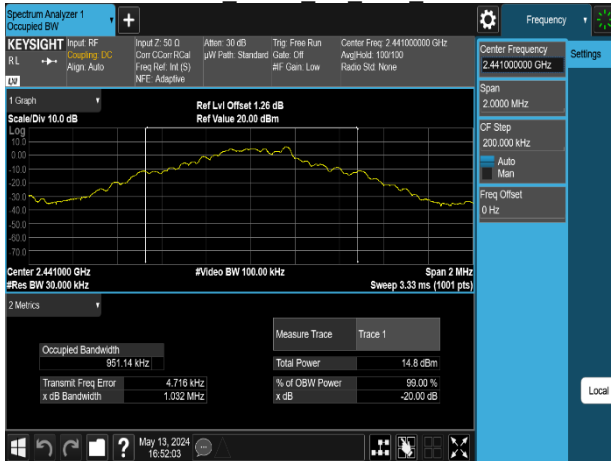 Spectrum Analyzer 1
Occupied BW
Frequency
KEYSIGHT
RL
LXI
Input: RF
Coupling: DC
Align: Auto
Input Z: 50 Ω
Corr CCorr RCal
Freq Ref: Int (S)
NFE: Adaptive
Atten: 30 dB
µW Path: Standard
Trig: Free Run
Gate: Off
#IF Gain: Low
Center Freq: 2.441000000 GHz
Avg|Hold: 100/100
Radio Std: None
Center Frequency
2.441000000 GHz
Settings
Span
2.0000 MHz
CF Step
200.000 kHz
Auto
Man
Freq Offset
0 Hz
Local
1 Graph
Scale/Div 10.0 dB
Ref Lvl Offset 1.26 dB
Ref Value 20.00 dBm
Log
10.0
0.00
-10.0
-20.0
-30.0
-40.0
-50.0
-60.0
-70.0
Center 2.441000 GHz
#Res BW 30.000 kHz
#Video BW 100.00 kHz
Span 2 MHz
Sweep 3.33 ms (1001 pts)
2 Metrics
Occupied Bandwidth
951.14 kHz
Transmit Freq Error 4.716 kHz
x dB Bandwidth 1.032 MHz
Measure Trace Trace 1
Total Power 14.8 dBm
% of OBW Power 99.00 %
x dB -20.00 dB
?
May 13, 2024
16:52:03